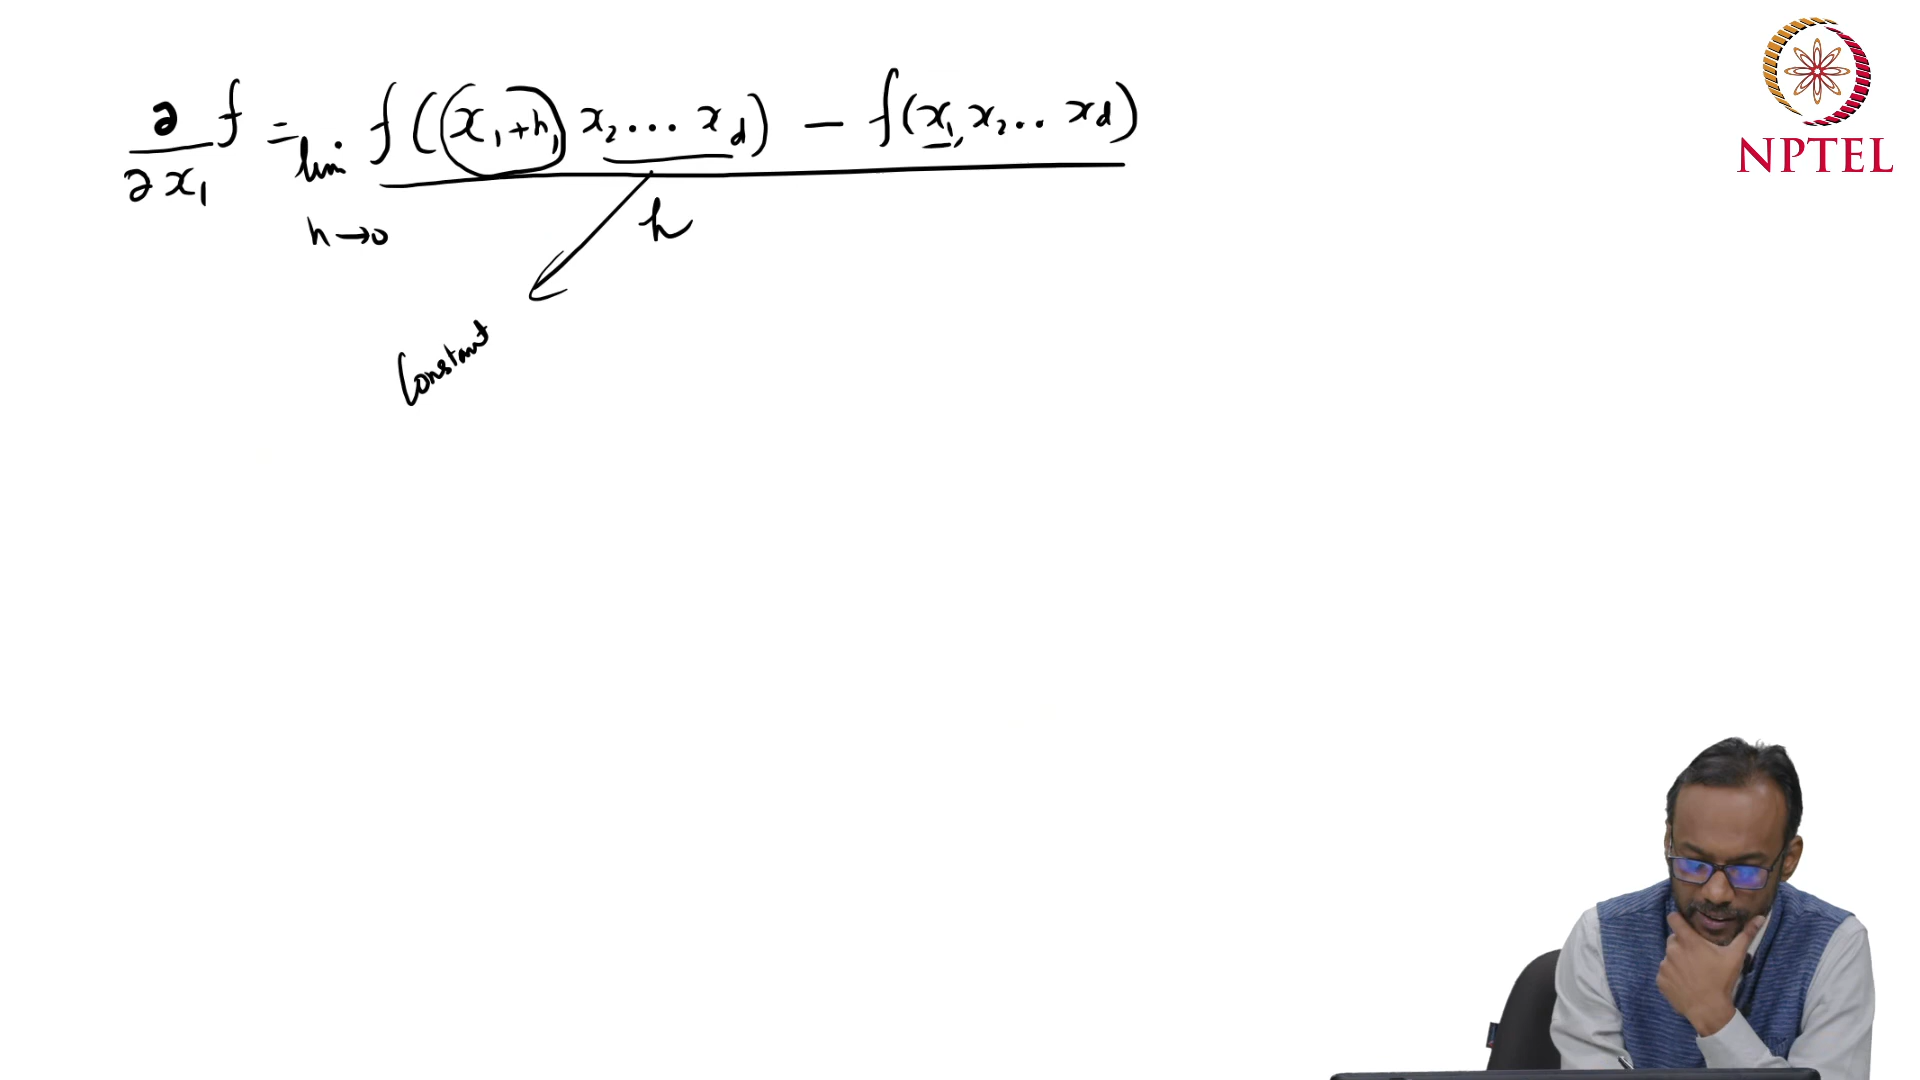 ∂/∂x₁ f = lim h→0 f((x₁+h), x₂... x_d) − f(x₁, x₂.. x_d) / h
Constant
NPTEL